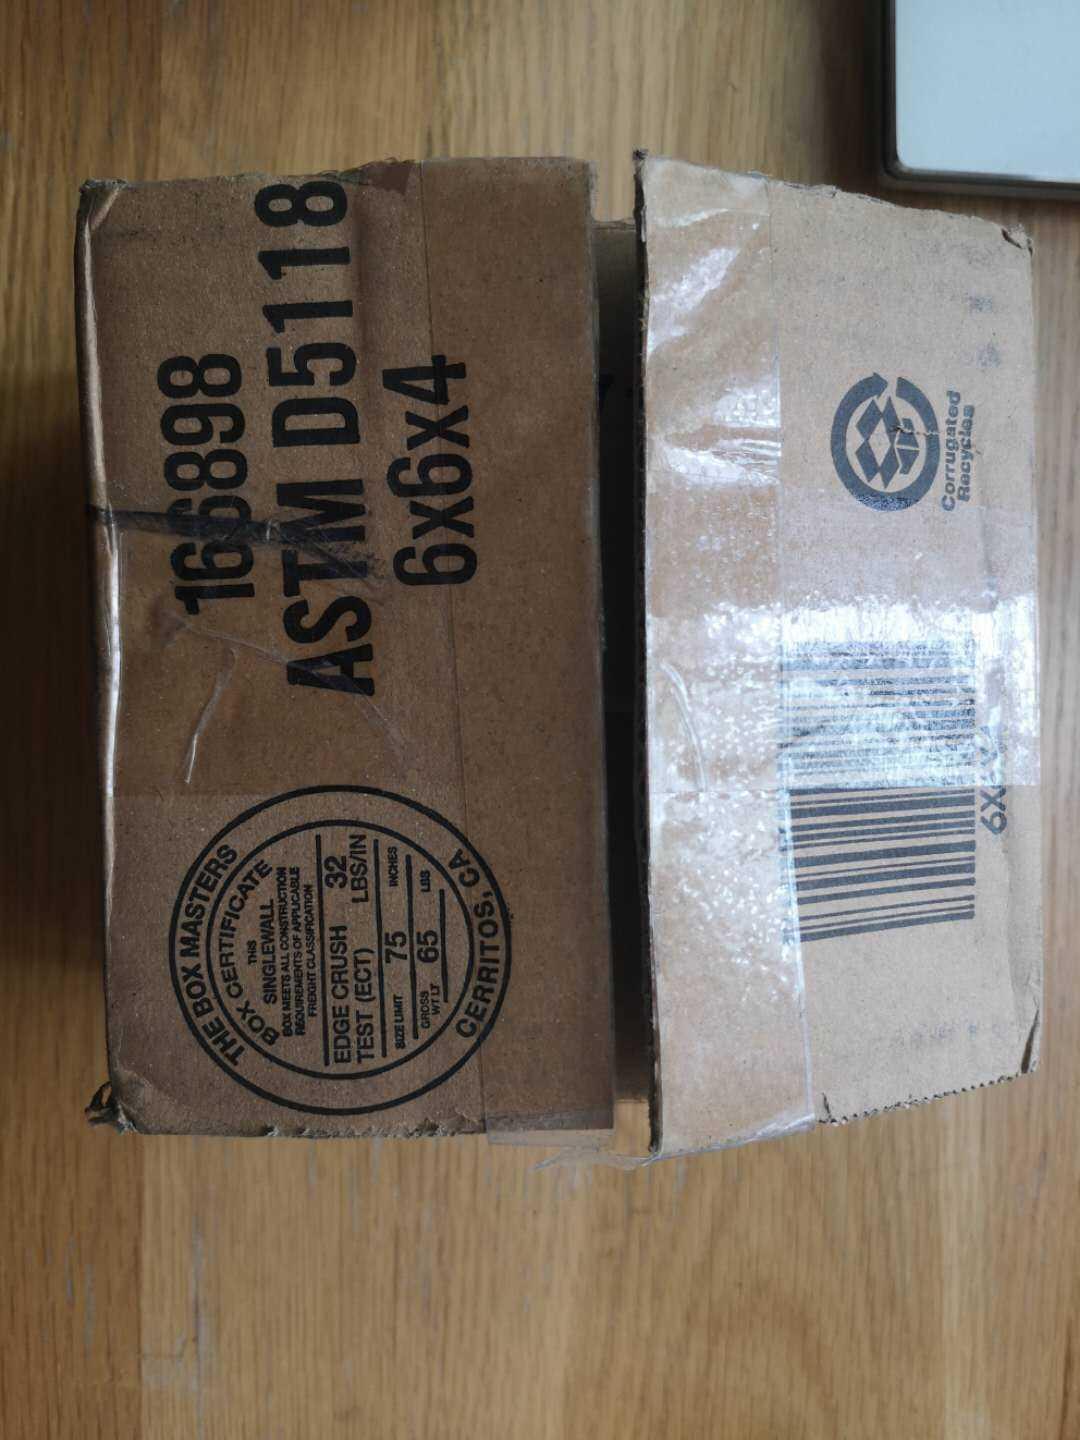 16898
ASTM D5118
6x6x4
THE BOX MASTERS
BOX CERTIFICATE
THIS
SINGLEWALL
BOX MEETS ALL CONSTRUCTION
REQUIREMENTS OF APPLICABLE
FREIGHT CLASSIFICATION
EDGE CRUSH 32
TEST (ECT) LBS/IN
SIZE LIMIT 75 INCHES
GROSS
WT LT 65 LBS
CERRITOS, CA
Corrugated
Recycles